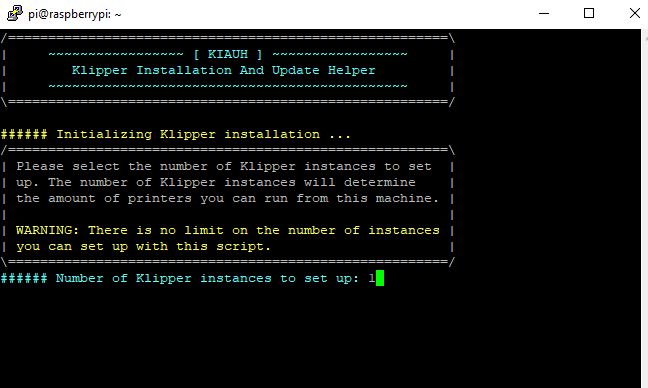 pi@raspberrypi: ~
/=======================================================\
|     ~~~~~~~~~~~~~~~~~ [ KIAUH ] ~~~~~~~~~~~~~~~~~     |
|        Klipper Installation And Update Helper         |
|     ~~~~~~~~~~~~~~~~~~~~~~~~~~~~~~~~~~~~~~~~~~~~~     |
\=======================================================/
###### Initializing Klipper installation ...
/=======================================================\
| Please select the number of Klipper instances to set  |
| up. The number of Klipper instances will determine    |
| the amount of printers you can run from this machine. |
|                                                       |
| WARNING: There is no limit on the number of instances |
| you can set up with this script.                      |
\=======================================================/
###### Number of Klipper instances to set up: 1